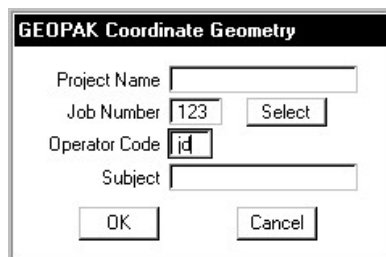 GEOPAK Coordinate Geometry
Project Name
Job Number 123 Select
Operator Code jd
Subject
OK Cancel